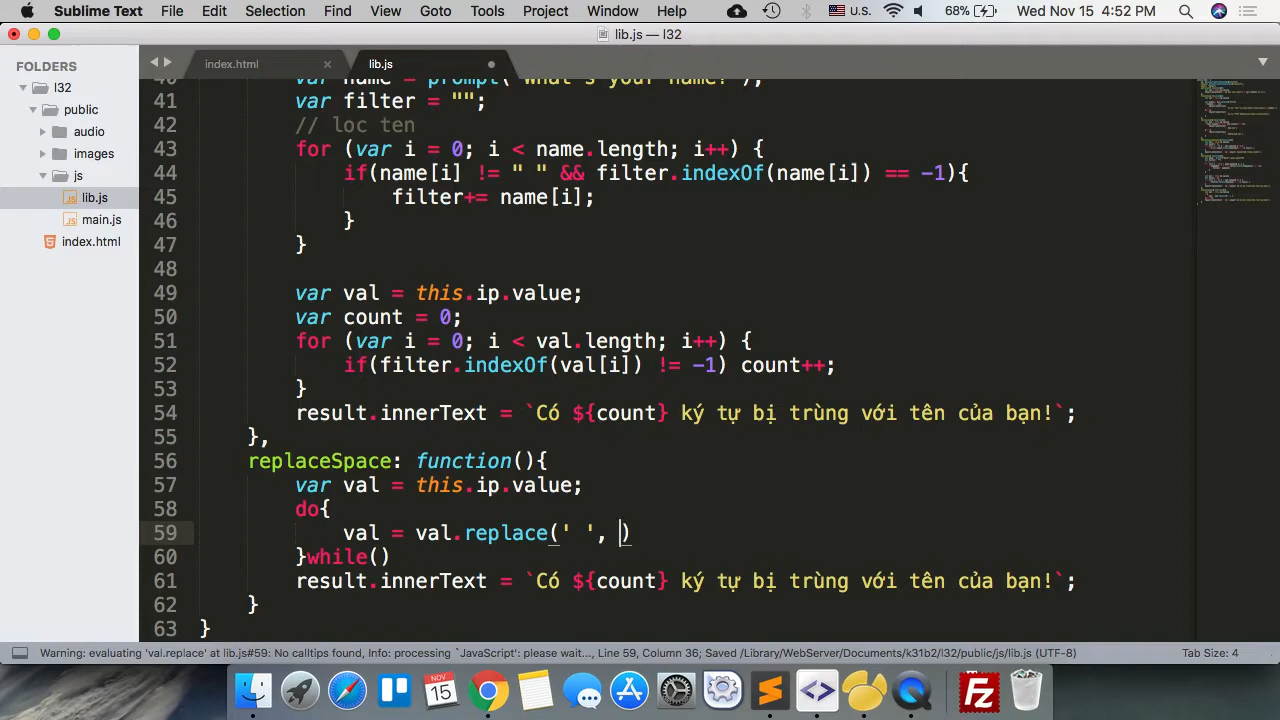 Sublime Text File Edit Selection Find View Goto Tools Project Window Help U.S. 68% Wed Nov 15 4:52 PM
lib.js — l32
FOLDERS
l32
public
audio
images
js
lib.js
main.js
index.html
index.html × lib.js
40 var name = prompt("What's your name?");
41 var filter = "";
42 // loc ten
43 for (var i = 0; i < name.length; i++) {
44 if(name[i] != " " && filter.indexOf(name[i]) == -1){
45 filter+= name[i];
46 }
47 }
48
49 var val = this.ip.value;
50 var count = 0;
51 for (var i = 0; i < val.length; i++) {
52 if(filter.indexOf(val[i]) != -1) count++;
53 }
54 result.innerText = `Có ${count} ký tự bị trùng với tên của bạn!`;
55 },
56 replaceSpace: function(){
57 var val = this.ip.value;
58 do{
59 val = val.replace(' ', )
60 }while()
61 result.innerText = `Có ${count} ký tự bị trùng với tên của bạn!`;
62 }
63 }
Warning: evaluating 'val.replace' at lib.js#59: No calltips found, Info: processing `JavaScript': please wait..., Line 59, Column 36; Saved /Library/WebServer/Documents/k31b2/l32/public/js/lib.js (UTF-8) Tab Size: 4
NOV
15
Fz